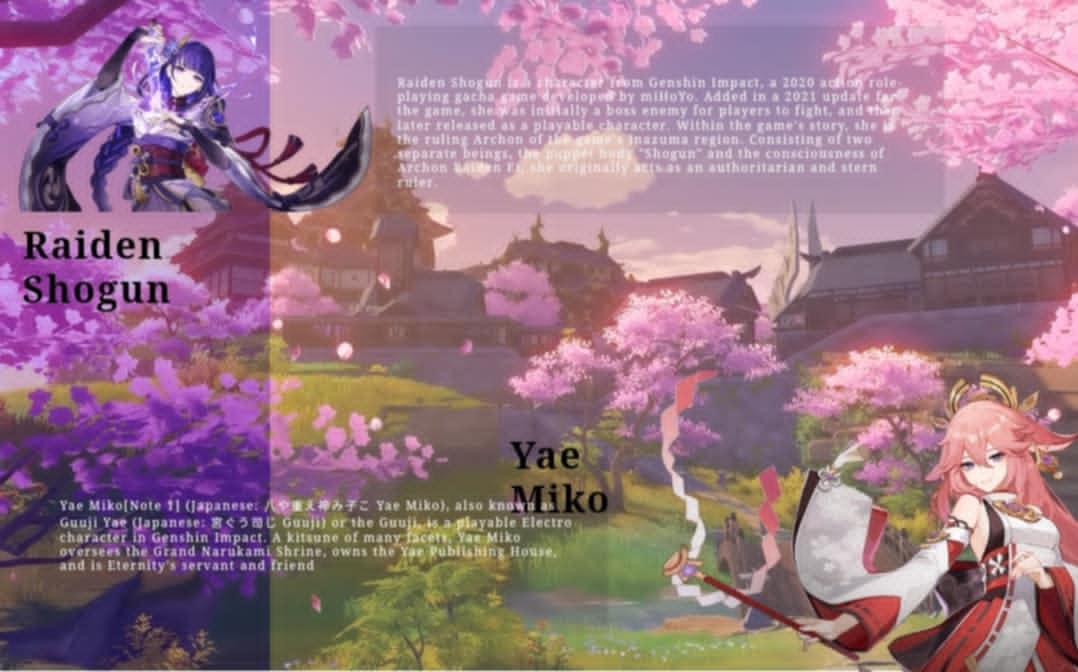 Raiden Shogun is a character from Genshin Impact, a 2020 action role-
playing gacha game developed by miHoYo. Added in a 2021 update for
the game, she was initially a boss enemy for players to fight, and then
later released as a playable character. Within the game's story, she is
the ruling Archon of the game's Inazuma region. Consisting of two
separate beings, the puppet body "Shogun" and the consciousness of
Archon Raiden Ei, she originally acts as an authoritarian and stern
ruler.
Raiden
Shogun
Yae
Miko
Yae Miko[Note 1] (Japanese: 八や重え神み子こ Yae Miko), also known as
Guuji Yae (Japanese: 宮ぐう司じ Guuji) or the Guuji, is a playable Electro
character in Genshin Impact. A kitsune of many facets, Yae Miko
oversees the Grand Narukami Shrine, owns the Yae Publishing House,
and is Eternity's servant and friend